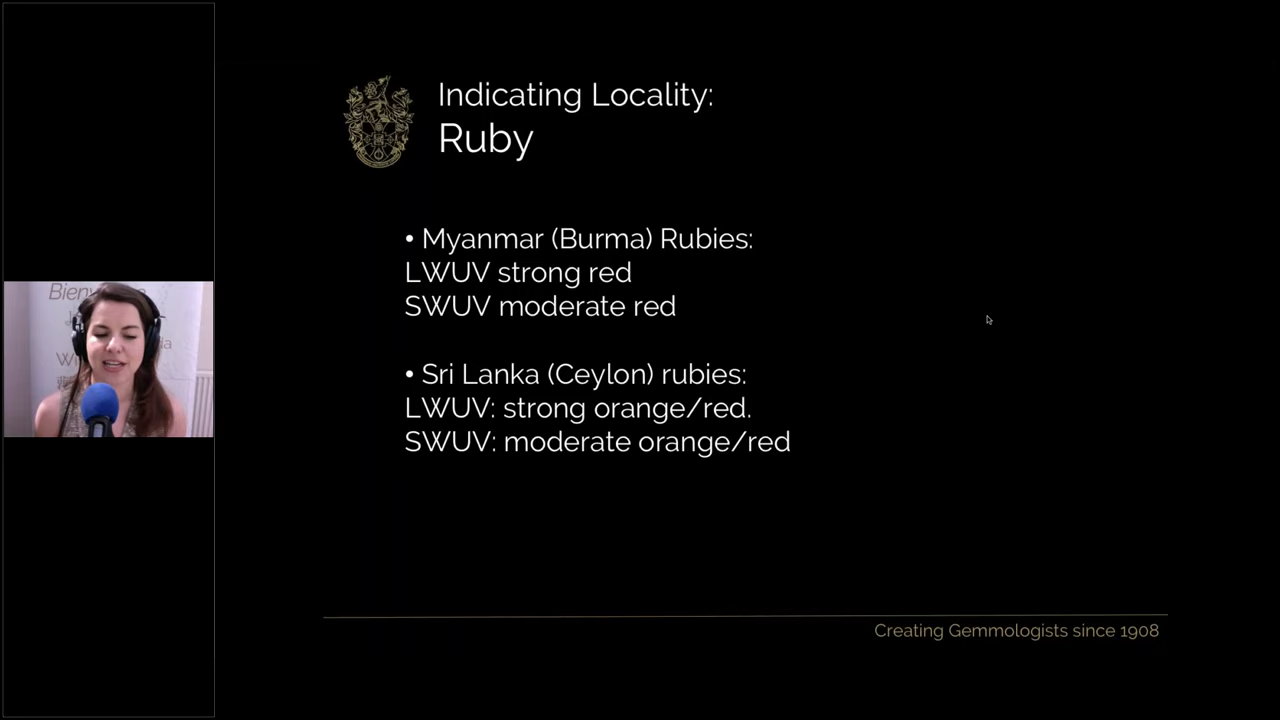 Indicating Locality:
Ruby
• Myanmar (Burma) Rubies:
LWUV strong red
SWUV moderate red
• Sri Lanka (Ceylon) rubies:
LWUV: strong orange/red.
SWUV: moderate orange/red
Creating Gemmologists since 1908